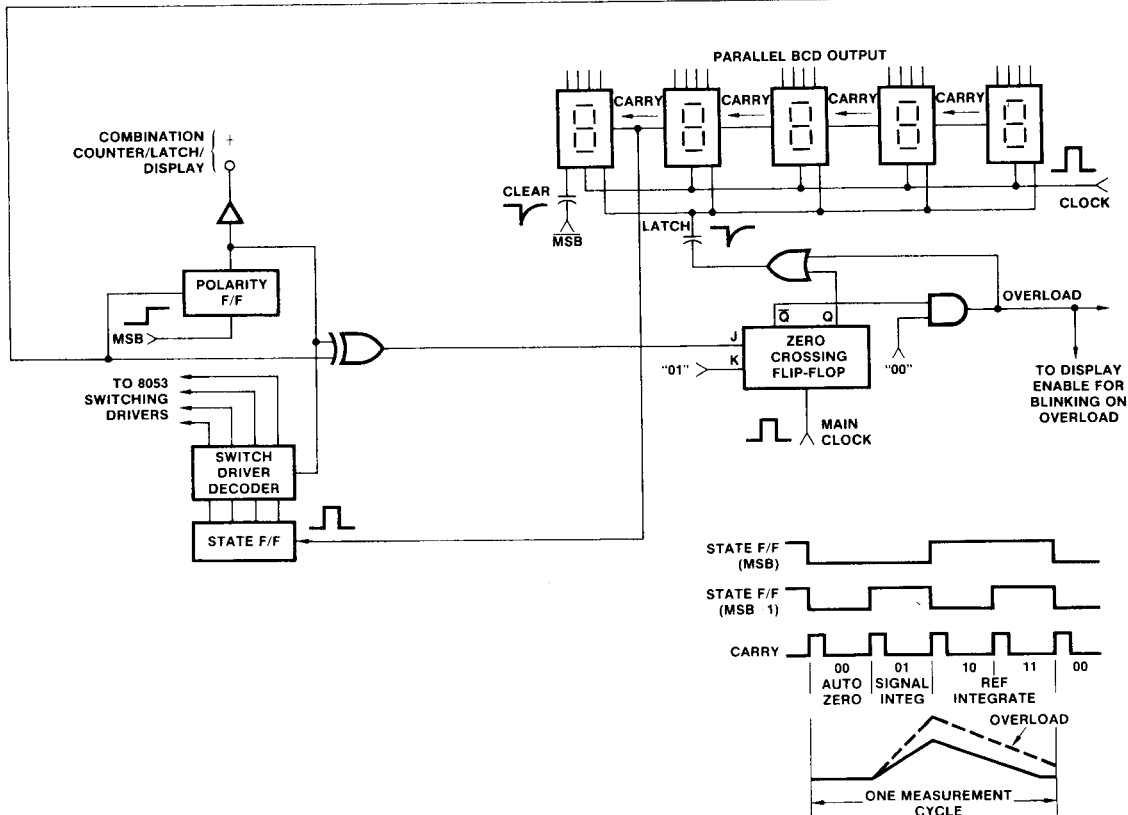 PARALLEL BCD OUTPUT
CARRY
CARRY
CARRY
CARRY
COMBINATION
COUNTER/LATCH/
DISPLAY
+
CLEAR
MSB
LATCH
CLOCK
POLARITY
F/F
MSB
OVERLOAD
Q
Q
J
K
ZERO
CROSSING
FLIP-FLOP
"01"
"00"
TO DISPLAY
ENABLE FOR
BLINKING ON
OVERLOAD
MAIN
CLOCK
TO 8053
SWITCHING
DRIVERS
SWITCH
DRIVER
DECODER
STATE F/F
STATE F/F
(MSB)
STATE F/F
(MSB 1)
CARRY
00
01
10
11
00
AUTO
ZERO
SIGNAL
INTEG
REF
INTEGRATE
OVERLOAD
ONE MEASUREMENT
CYCLE